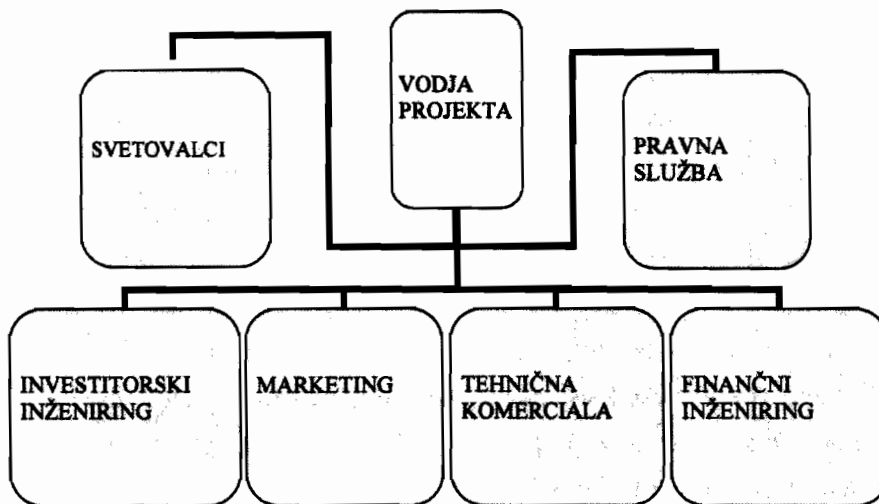 VODJA
PROJEKTA
SVETOVALCI
PRAVNA
SLUŽBA
INVESTITORSKI
INŽENIRING
MARKETING
TEHNIČNA
KOMERCIALA
FINANČNI
INŽENIRING